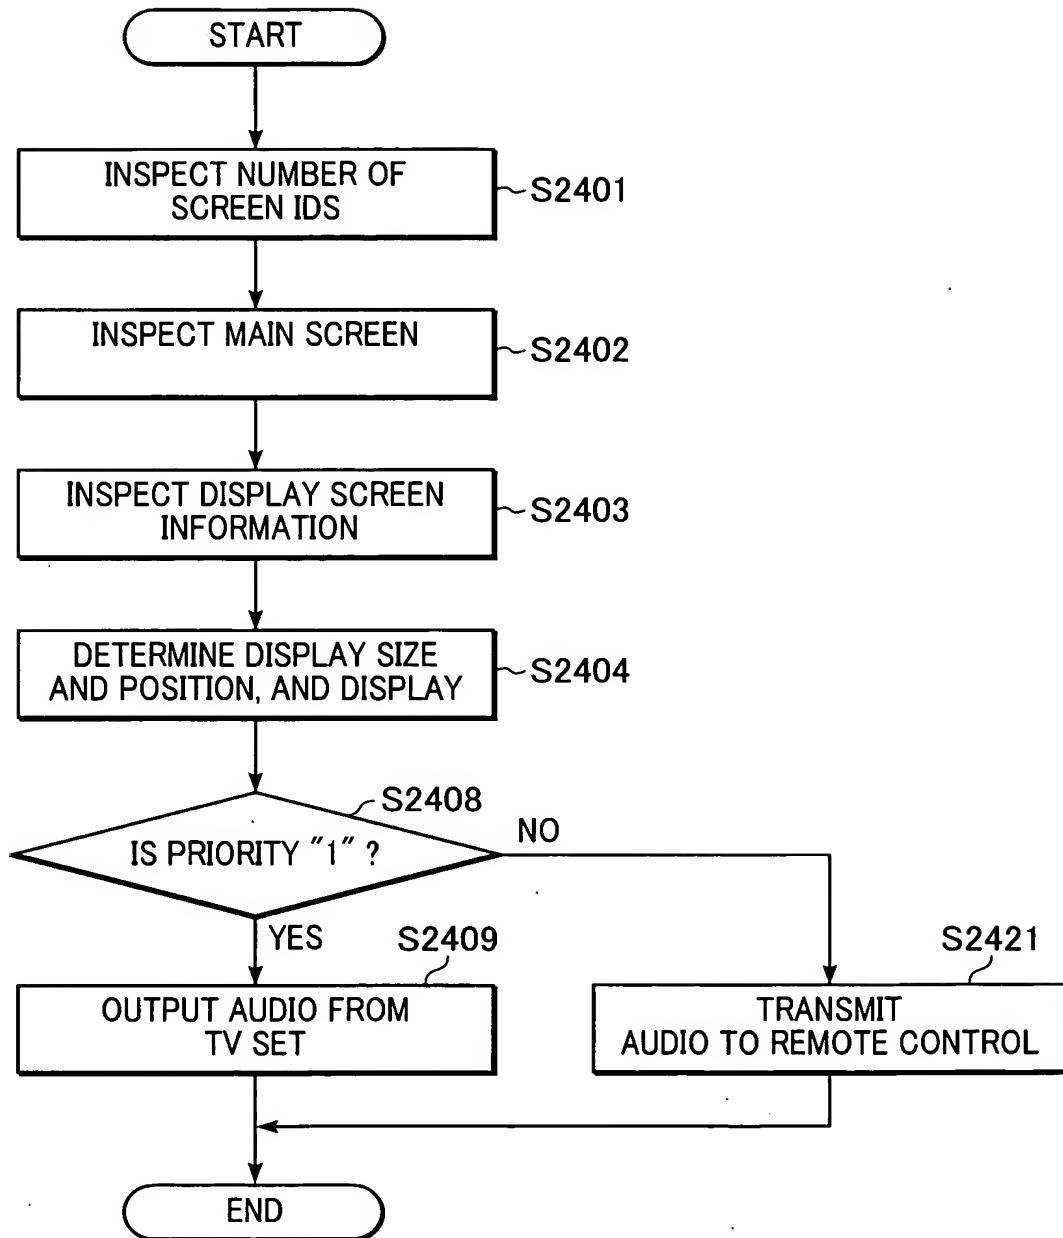 START
INSPECT NUMBER OF
SCREEN IDS
S2401
INSPECT MAIN SCREEN
S2402
INSPECT DISPLAY SCREEN
INFORMATION
S2403
DETERMINE DISPLAY SIZE
AND POSITION, AND DISPLAY
S2404
S2408
IS PRIORITY "1" ?
NO
YES
S2409
OUTPUT AUDIO FROM
TV SET
S2421
TRANSMIT
AUDIO TO REMOTE CONTROL
END